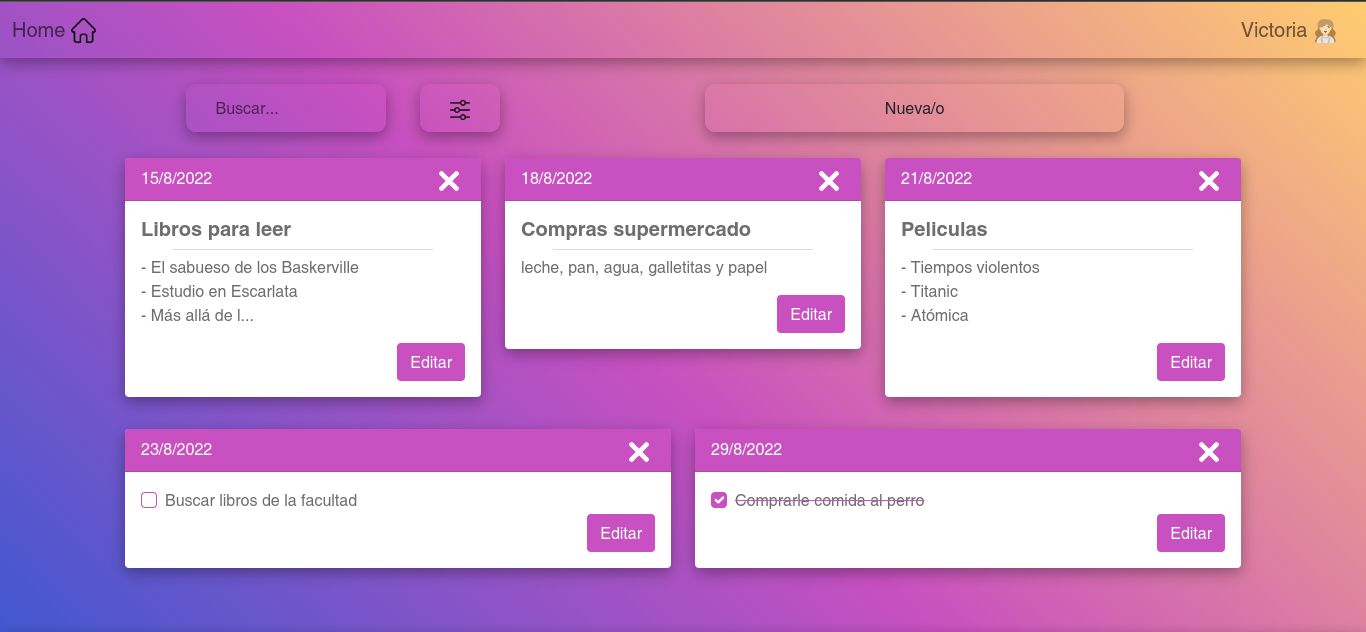 Home
Victoria
Buscar...
Nueva/o
15/8/2022
Libros para leer
- El sabueso de los Baskerville
- Estudio en Escarlata
- Más allá de l...
Editar
18/8/2022
Compras supermercado
leche, pan, agua, galletitas y papel
Editar
21/8/2022
Peliculas
- Tiempos violentos
- Titanic
- Atómica
Editar
23/8/2022
Buscar libros de la facultad
Editar
29/8/2022
Comprarle comida al perro
Editar